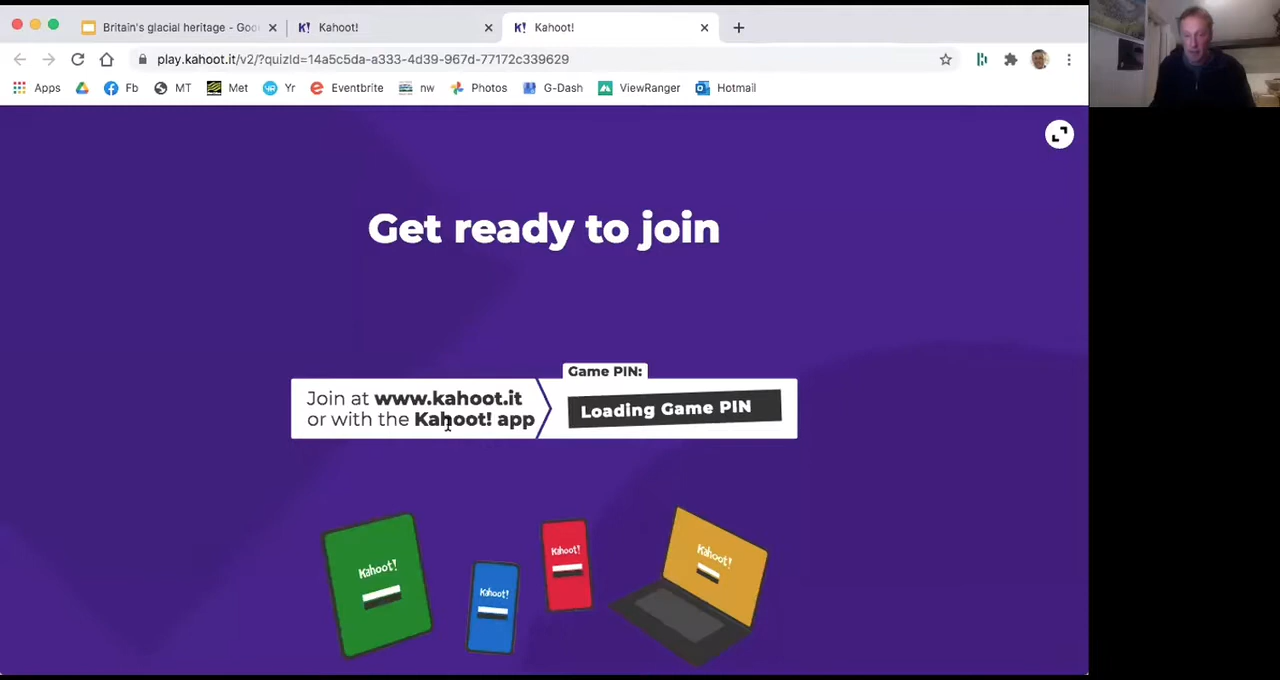 Britain's glacial heritage - Goo
K! Kahoot!
K! Kahoot!
play.kahoot.it/v2/?quizId=14a5c5da-a333-4d39-967d-77172c339629
Apps
Fb
MT
Met
Yr
Eventbrite
nw
Photos
G-Dash
ViewRanger
Hotmail
Get ready to join
Game PIN:
Join at www.kahoot.it
or with the Kahoot! app
Loading Game PIN
Kahoot!
Kahoot!
Kahoot!
Kahoot!